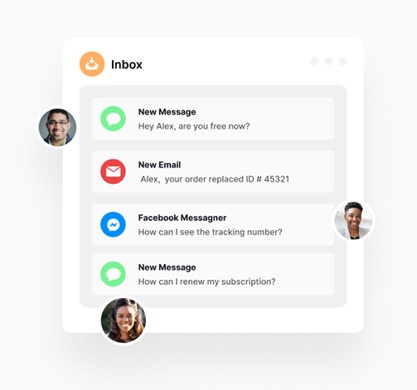 Inbox
New Message
Hey Alex, are you free now?
New Email
Alex, your order replaced ID # 45321
Facebook Messagner
How can I see the tracking number?
New Message
How can I renew my subscription?